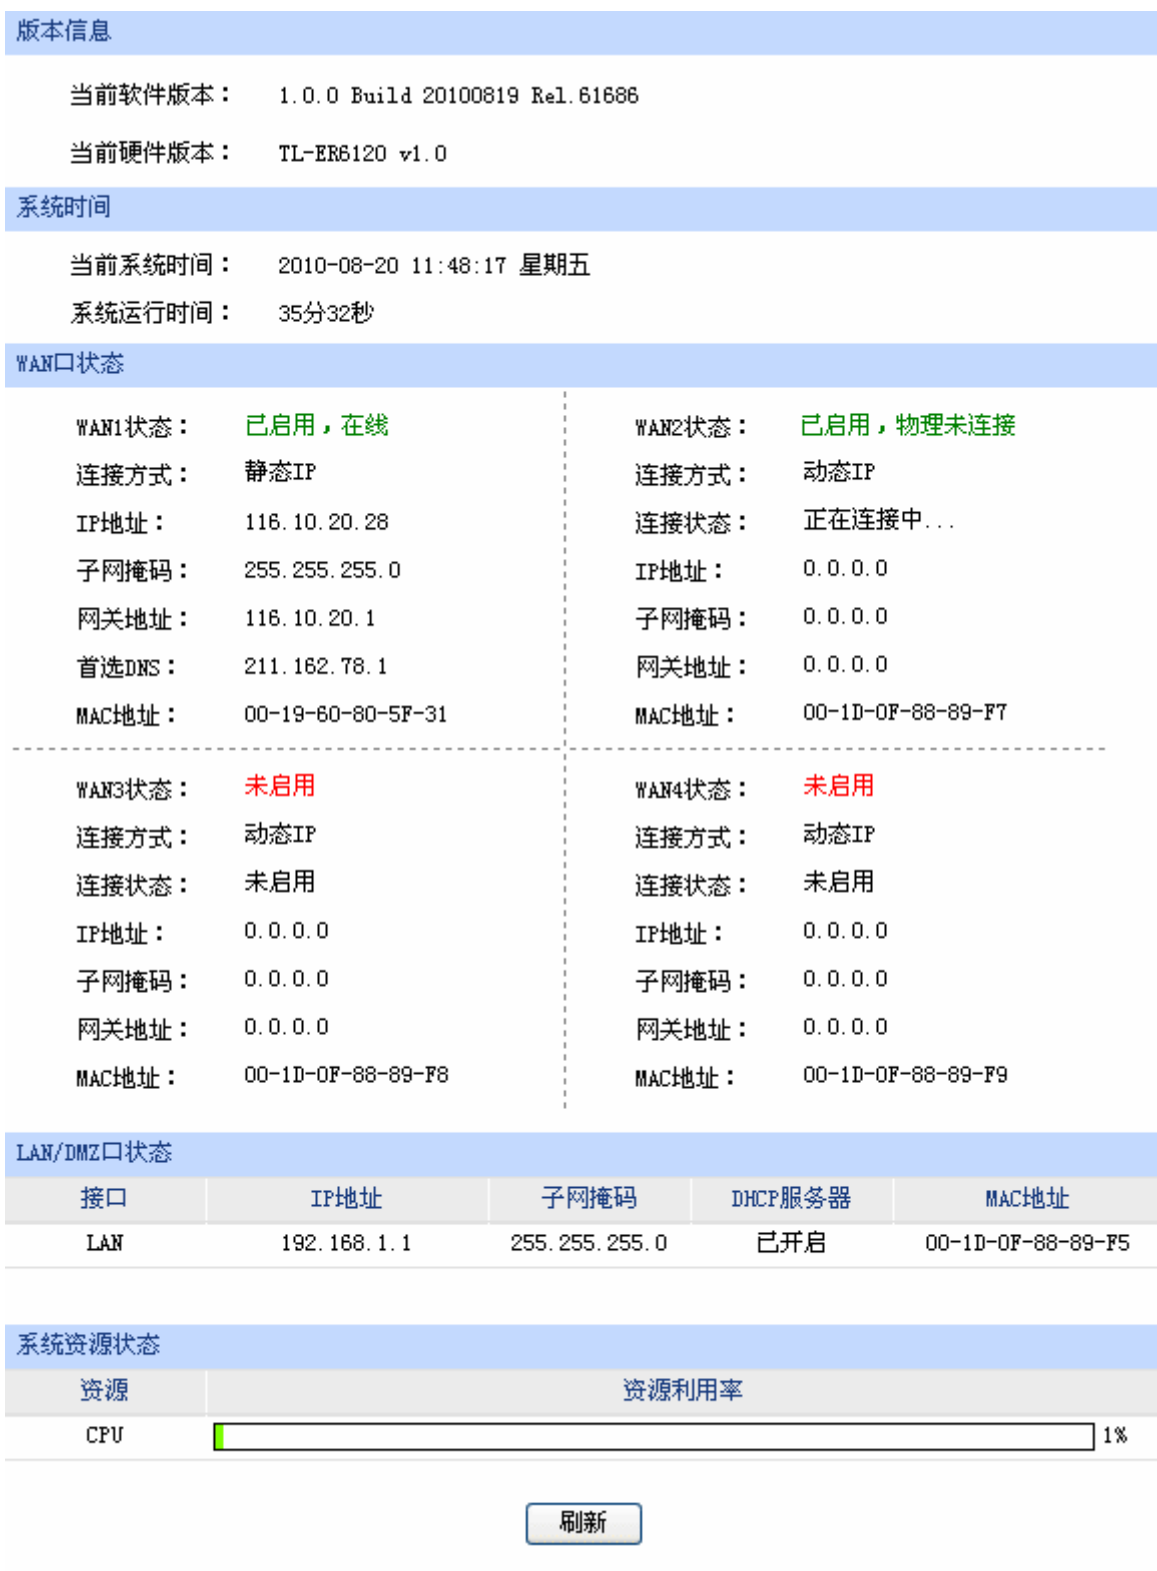 版本信息
当前软件版本： 1.0.0 Build 20100819 Rel.61686
当前硬件版本： TL-ER6120 v1.0
系统时间
当前系统时间： 2010-08-20 11:48:17 星期五
系统运行时间： 35分32秒
WAN口状态
WAN1状态： 已启用，在线
连接方式： 静态IP
IP地址： 116.10.20.28
子网掩码： 255.255.255.0
网关地址： 116.10.20.1
首选DNS： 211.162.78.1
MAC地址： 00-19-60-80-5F-31
WAN2状态： 已启用，物理未连接
连接方式： 动态IP
连接状态： 正在连接中...
IP地址： 0.0.0.0
子网掩码： 0.0.0.0
网关地址： 0.0.0.0
MAC地址： 00-1D-0F-88-89-F7
WAN3状态： 未启用
连接方式： 动态IP
连接状态： 未启用
IP地址： 0.0.0.0
子网掩码： 0.0.0.0
网关地址： 0.0.0.0
MAC地址： 00-1D-0F-88-89-F8
WAN4状态： 未启用
连接方式： 动态IP
连接状态： 未启用
IP地址： 0.0.0.0
子网掩码： 0.0.0.0
网关地址： 0.0.0.0
MAC地址： 00-1D-0F-88-89-F9
LAN/DMZ口状态
接口 IP地址 子网掩码 DHCP服务器 MAC地址
LAN 192.168.1.1 255.255.255.0 已开启 00-1D-0F-88-89-F5
系统资源状态
资源 资源利用率
CPU 1%
刷新